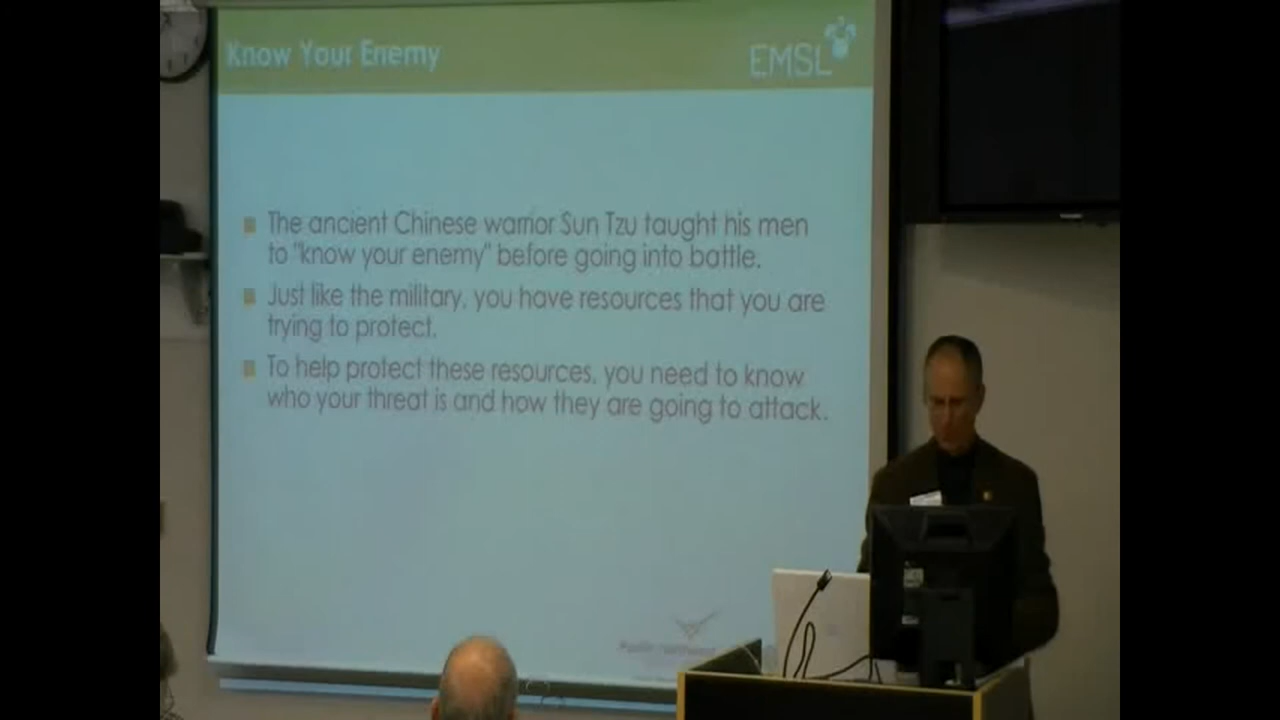 Know Your Enemy
EMSL
The ancient Chinese warrior Sun Tzu taught his men
to "know your enemy" before going into battle.
Just like the military, you have resources that you are
trying to protect.
To help protect these resources, you need to know
who your threat is and how they are going to attack.
Pacific Northwest